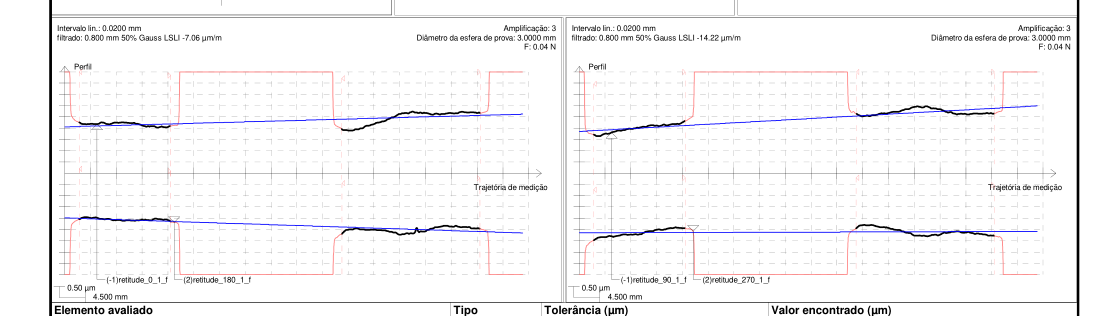 Intervalo lin.: 0.0200 mm
filtrado: 0.800 mm 50% Gauss LSLI -7.06 µm/m
Amplificação: 3
Diâmetro da esfera de prova: 3.0000 mm
F: 0.04 N
Perfil
Trajetória de medição
(-1)retitude_0_1_f
(2)retitude_180_1_f
0.50 µm
4.500 mm
Intervalo lin.: 0.0200 mm
filtrado: 0.800 mm 50% Gauss LSLI -14.22 µm/m
Amplificação: 3
Diâmetro da esfera de prova: 3.0000 mm
F: 0.04 N
Perfil
Trajetória de medição
(-1)retitude_90_1_f
(2)retitude_270_1_f
0.50 µm
4.500 mm
Elemento avaliado Tipo Tolerância (µm) Valor encontrado (µm)